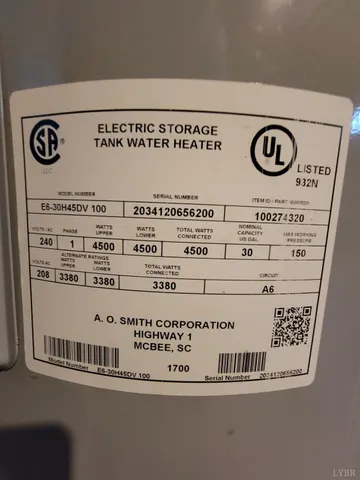 SA
LLC
ELECTRIC STORAGE
TANK WATER HEATER
UL
LISTED
932N
MODEL NUMBER SERIAL NUMBER ITEM ID / PART NUMBER
E6-30H45DV 100 2034120656200 100274320
VOLTS AC PHASE WATTS UPPER WATTS LOWER TOTAL WATTS CONNECTED NOMINAL CAPACITY US GAL. MAX WORKING PRESSURE
240 1 4500 4500 4500 30 150
VOLTS AC ALTERNATE RATINGS WATTS UPPER WATTS LOWER TOTAL WATTS CONNECTED CIRCUIT
208 3380 3380 3380 A6
A. O. SMITH CORPORATION
HIGHWAY 1
MCBEE, SC
1700
Model Number E6-30H45DV 100 Serial Number 2034120656200
LYBR